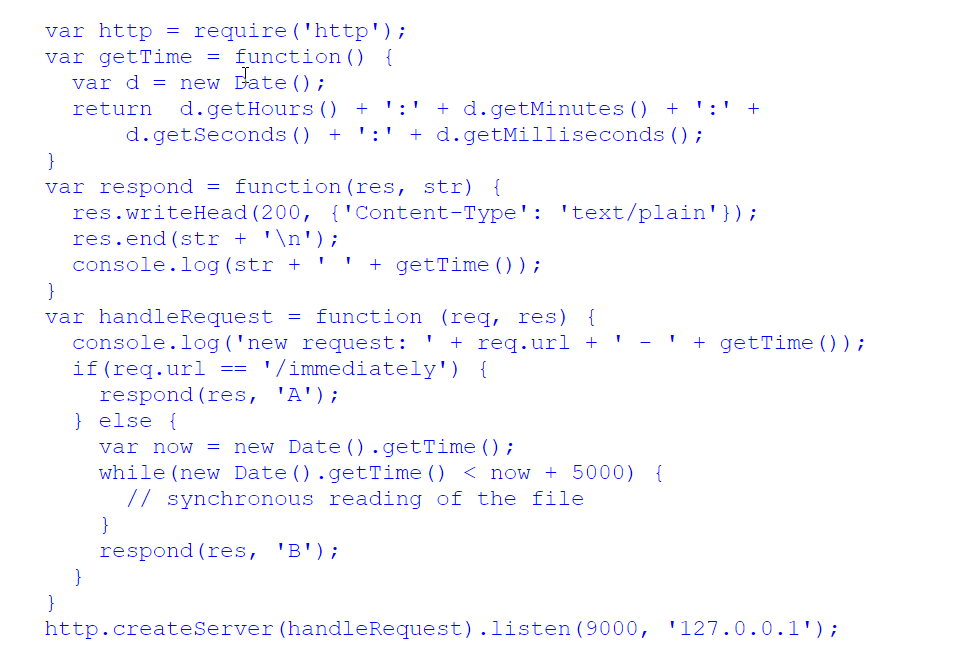 var http = require('http');
var getTime = function() {
  var d = new Date();
  return  d.getHours() + ':' + d.getMinutes() + ':' +
      d.getSeconds() + ':' + d.getMilliseconds();
}
var respond = function(res, str) {
  res.writeHead(200, {'Content-Type': 'text/plain'});
  res.end(str + '\n');
  console.log(str + ' ' + getTime());
}
var handleRequest = function (req, res) {
  console.log('new request: ' + req.url + ' - ' + getTime());
  if(req.url == '/immediately') {
    respond(res, 'A');
  } else {
    var now = new Date().getTime();
    while(new Date().getTime() < now + 5000) {
      // synchronous reading of the file
    }
    respond(res, 'B');
  }
}
http.createServer(handleRequest).listen(9000, '127.0.0.1');